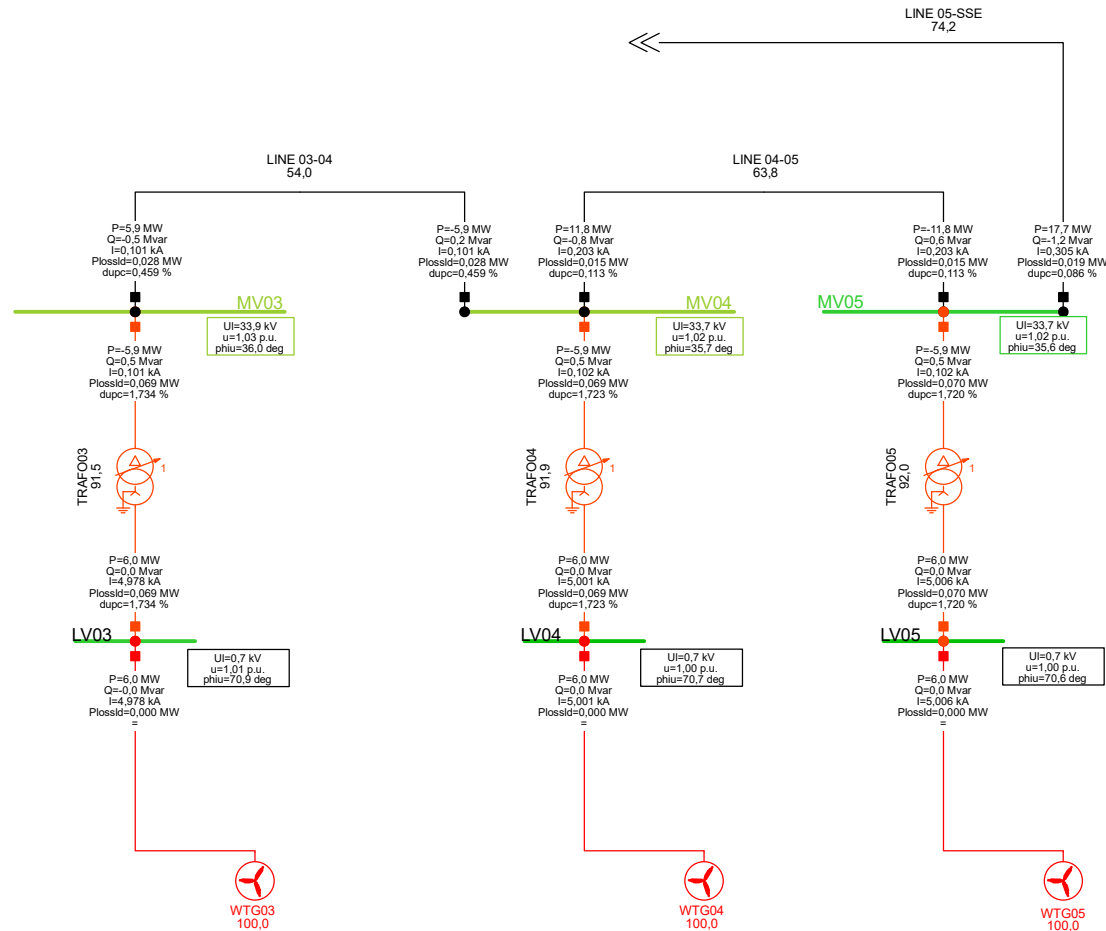 LINE 05-SSE
74,2
LINE 03-04
54,0
LINE 04-05
63,8
P=5,9 MW
Q=-0,5 Mvar
I=0,101 kA
Plossld=0,028 MW
dupc=0,459 %
P=-5,9 MW
Q=0,2 Mvar
I=0,101 kA
Plossld=0,028 MW
dupc=0,459 %
P=11,8 MW
Q=-0,8 Mvar
I=0,203 kA
Plossld=0,015 MW
dupc=0,113 %
P=-11,8 MW
Q=0,6 Mvar
I=0,203 kA
Plossld=0,015 MW
dupc=0,113 %
P=17,7 MW
Q=-1,2 Mvar
I=0,305 kA
Plossld=0,019 MW
dupc=0,086 %
MV03
MV04
MV05
Ul=33,9 kV
u=1,03 p.u.
phiu=36,0 deg
Ul=33,7 kV
u=1,02 p.u.
phiu=35,7 deg
Ul=33,7 kV
u=1,02 p.u.
phiu=35,6 deg
P=-5,9 MW
Q=0,5 Mvar
I=0,101 kA
Plossld=0,069 MW
dupc=1,734 %
P=-5,9 MW
Q=0,5 Mvar
I=0,102 kA
Plossld=0,069 MW
dupc=1,723 %
P=-5,9 MW
Q=0,5 Mvar
I=0,102 kA
Plossld=0,070 MW
dupc=1,720 %
TRAFO03
91,5
1
TRAFO04
91,9
1
TRAFO05
92,0
1
P=6,0 MW
Q=0,0 Mvar
I=4,978 kA
Plossld=0,069 MW
dupc=1,734 %
P=6,0 MW
Q=0,0 Mvar
I=5,001 kA
Plossld=0,069 MW
dupc=1,723 %
P=6,0 MW
Q=0,0 Mvar
I=5,006 kA
Plossld=0,070 MW
dupc=1,720 %
LV03
LV04
LV05
Ul=0,7 kV
u=1,01 p.u.
phiu=70,9 deg
Ul=0,7 kV
u=1,00 p.u.
phiu=70,7 deg
Ul=0,7 kV
u=1,00 p.u.
phiu=70,6 deg
P=6,0 MW
Q=-0,0 Mvar
I=4,978 kA
Plossld=0,000 MW
=
P=6,0 MW
Q=0,0 Mvar
I=5,001 kA
Plossld=0,000 MW
=
P=6,0 MW
Q=0,0 Mvar
I=5,006 kA
Plossld=0,000 MW
=
WTG03
100,0
WTG04
100,0
WTG05
100,0